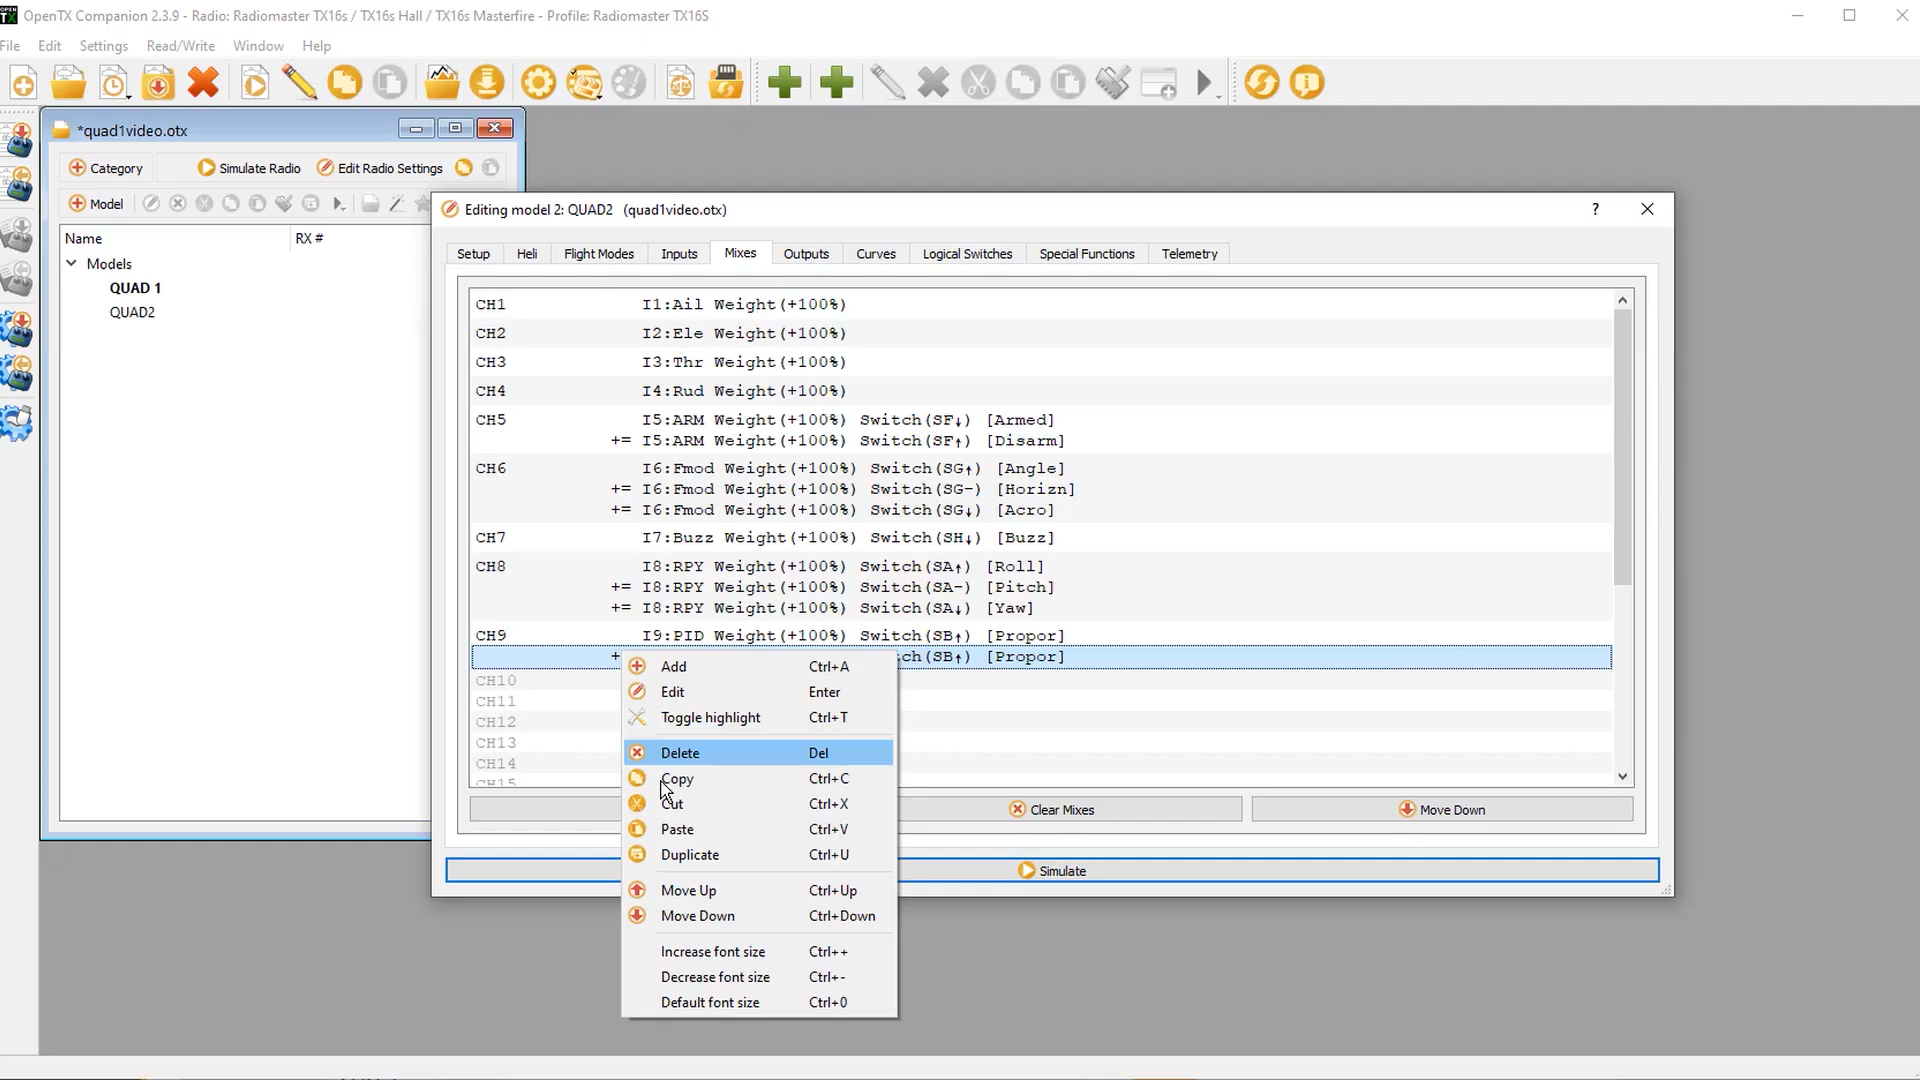 OpenTX Companion 2.3.9 - Radio: Radiomaster TX16s / TX16s Hall / TX16s Masterfire - Profile: Radiomaster TX16S
File Edit Settings Read/Write Window Help
*quad1video.otx
Category Simulate Radio Edit Radio Settings
Model
Name RX #
Models
QUAD 1
QUAD2
Editing model 2: QUAD2 (quad1video.otx)
Setup Heli Flight Modes Inputs Mixes Outputs Curves Logical Switches Special Functions Telemetry
CH1 I1:Ail Weight(+100%)
CH2 I2:Ele Weight(+100%)
CH3 I3:Thr Weight(+100%)
CH4 I4:Rud Weight(+100%)
CH5 I5:ARM Weight(+100%) Switch(SF↓) [Armed]
+= I5:ARM Weight(+100%) Switch(SF↑) [Disarm]
CH6 I6:Fmod Weight(+100%) Switch(SG↑) [Angle]
+= I6:Fmod Weight(+100%) Switch(SG-) [Horizn]
+= I6:Fmod Weight(+100%) Switch(SG↓) [Acro]
CH7 I7:Buzz Weight(+100%) Switch(SH↓) [Buzz]
CH8 I8:RPY Weight(+100%) Switch(SA↑) [Roll]
+= I8:RPY Weight(+100%) Switch(SA-) [Pitch]
+= I8:RPY Weight(+100%) Switch(SA↓) [Yaw]
CH9 I9:PID Weight(+100%) Switch(SB↑) [Propor]
+ ch(SB↑) [Propor]
CH10
CH11
CH12
CH13
CH14
CH15
Add Ctrl+A
Edit Enter
Toggle highlight Ctrl+T
Delete Del
Copy Ctrl+C
Cut Ctrl+X
Paste Ctrl+V
Duplicate Ctrl+U
Move Up Ctrl+Up
Move Down Ctrl+Down
Increase font size Ctrl++
Decrease font size Ctrl+-
Default font size Ctrl+0
Clear Mixes Move Down
Simulate